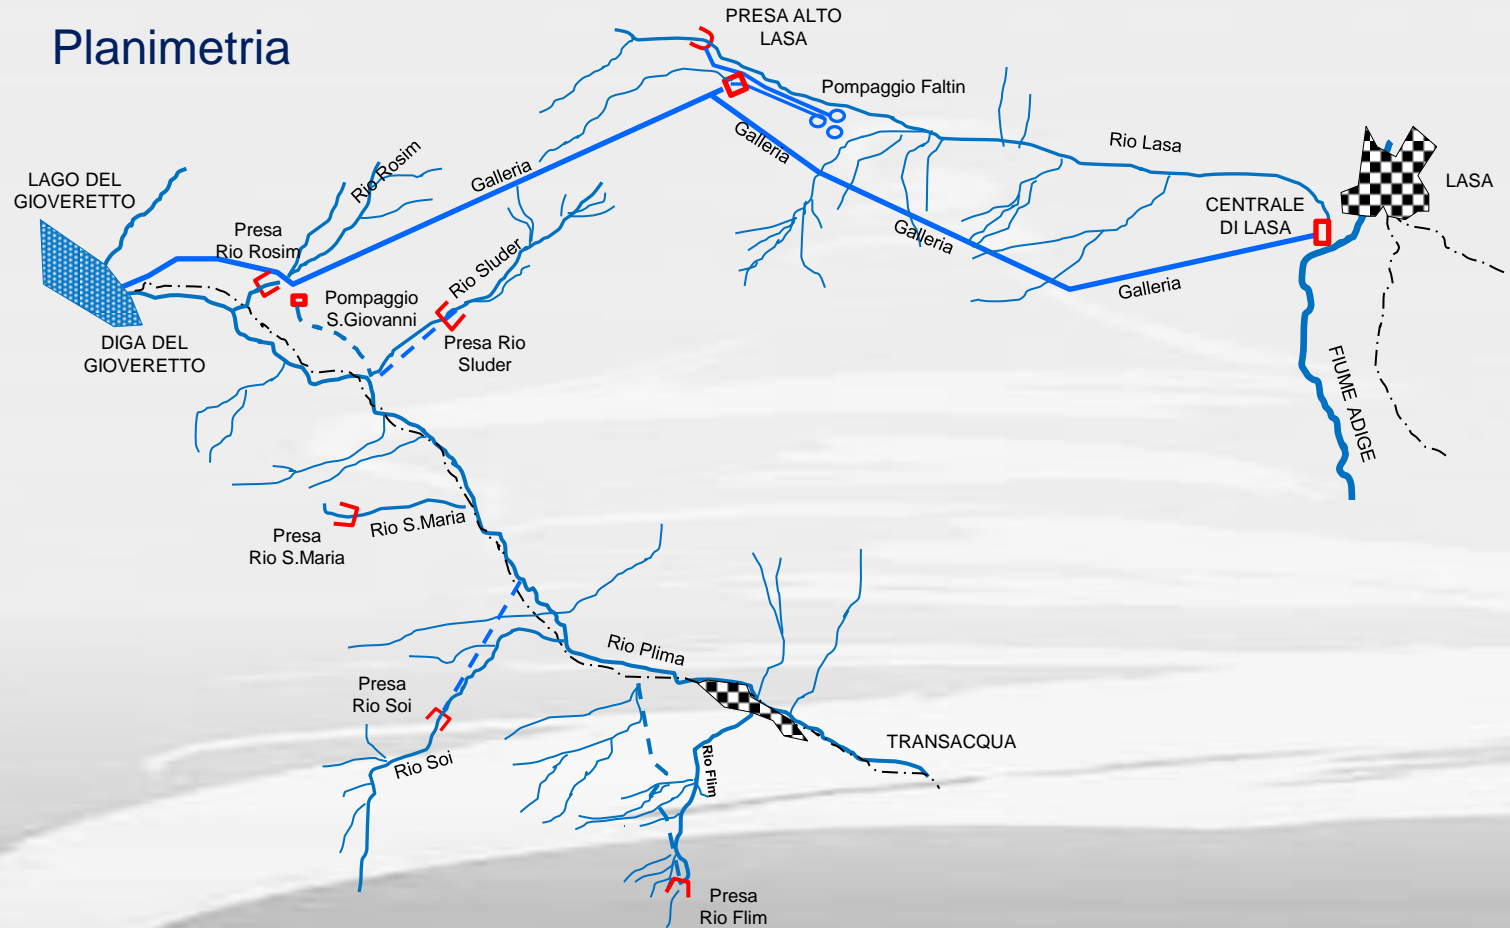 Planimetria
PRESA ALTO
LASA
Pompaggio Faltin
Galleria
Rio Lasa
LASA
LAGO DEL
GIOVERETTO
Rio Rosim
Galleria
CENTRALE
DI LASA
Presa
Rio Rosim
Galleria
Rio Sluder
Galleria
Pompaggio
S.Giovanni
DIGA DEL
GIOVERETTO
Presa Rio
Sluder
FIUME ADIGE
Rio S.Maria
Presa
Rio S.Maria
Rio Plima
Presa
Rio Soi
TRANSACQUA
Rio Soi
Rio Flim
Presa
Rio Flim